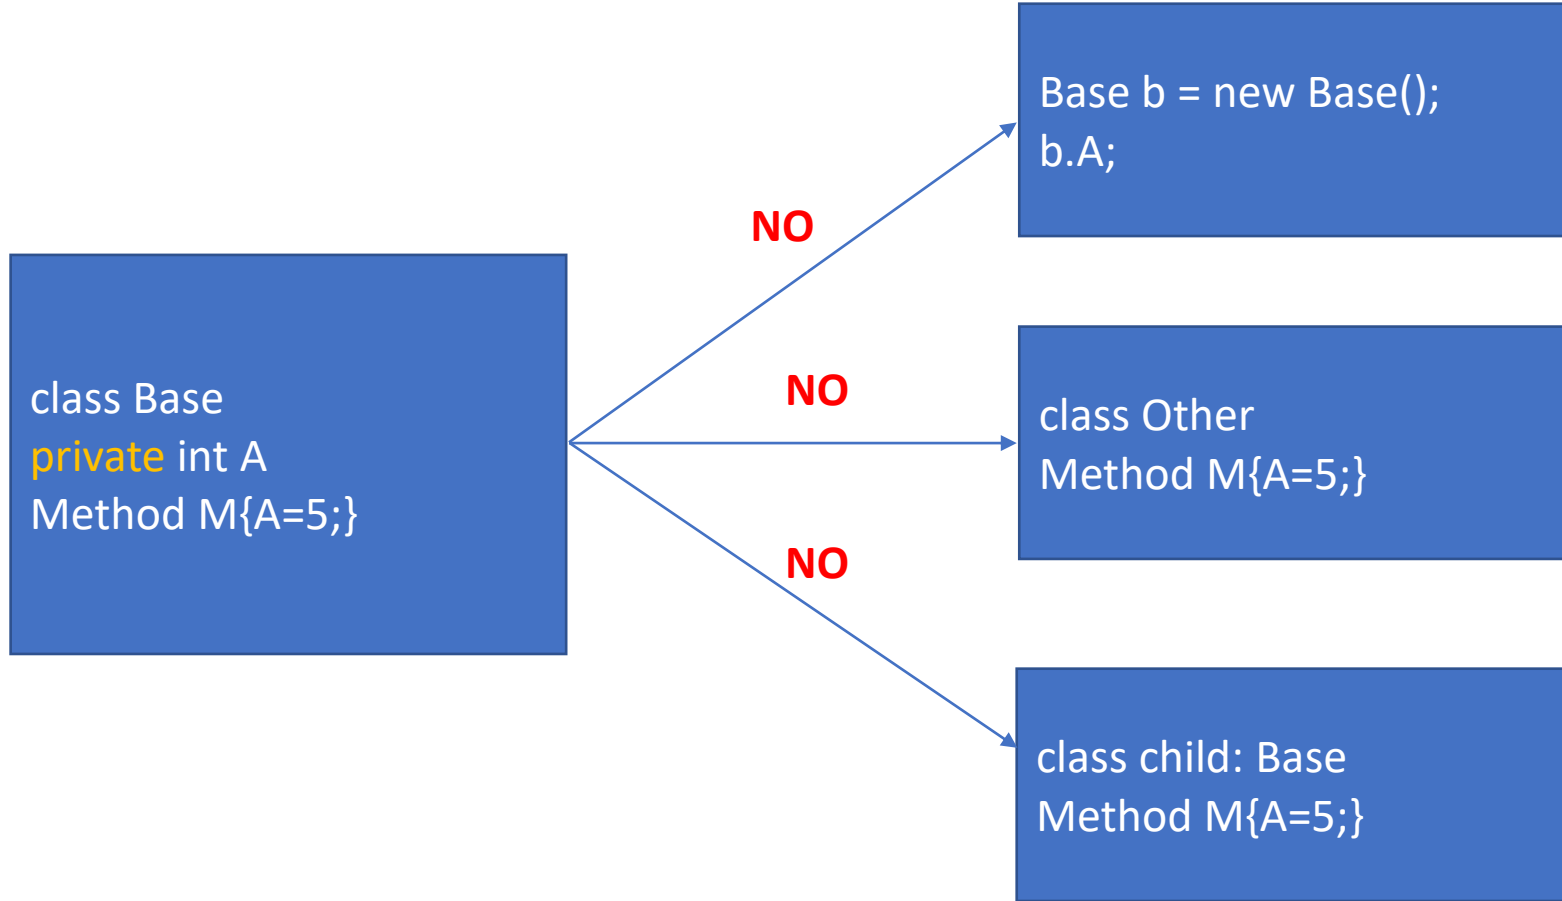 class Base
private int A
Method M{A=5;}
NO
Base b = new Base();
b.A;
NO
class Other
Method M{A=5;}
NO
class child: Base
Method M{A=5;}